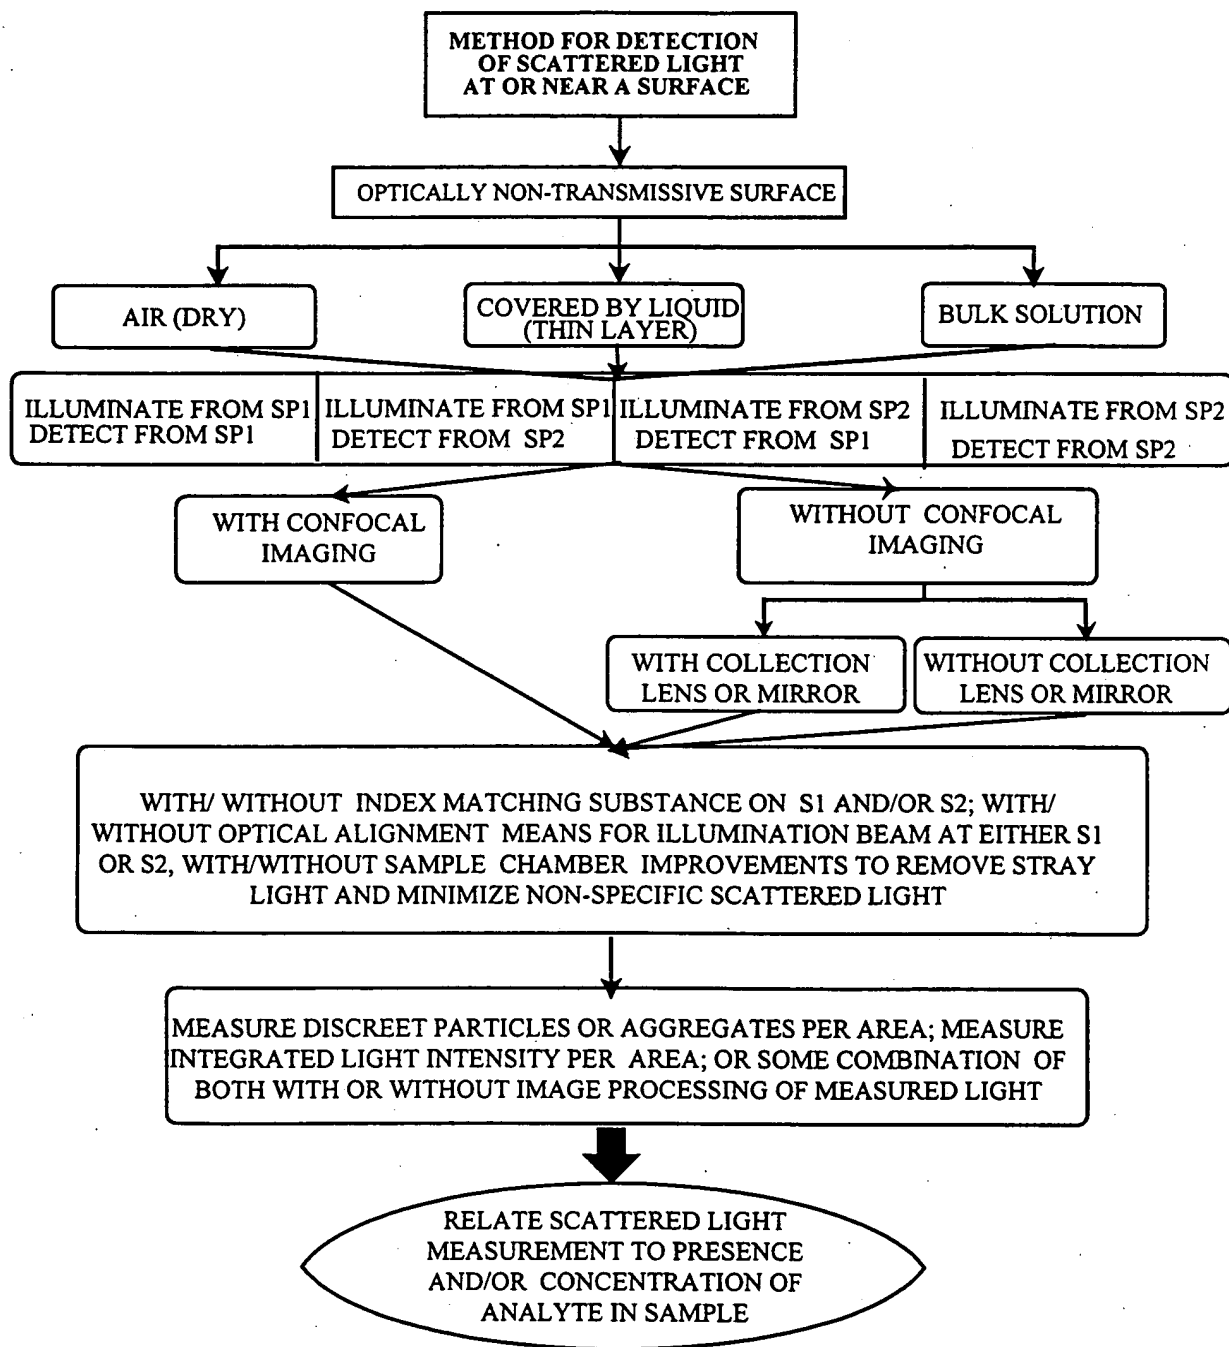 METHOD FOR DETECTION
OF SCATTERED LIGHT
AT OR NEAR A SURFACE
OPTICALLY NON-TRANSMISSIVE SURFACE
AIR (DRY)
COVERED BY LIQUID
(THIN LAYER)
BULK SOLUTION
ILLUMINATE FROM SP1
DETECT FROM SP1
ILLUMINATE FROM SP1
DETECT FROM SP2
ILLUMINATE FROM SP2
DETECT FROM SP1
ILLUMINATE FROM SP2
DETECT FROM SP2
WITH CONFOCAL
IMAGING
WITHOUT CONFOCAL
IMAGING
WITH COLLECTION
LENS OR MIRROR
WITHOUT COLLECTION
LENS OR MIRROR
WITH/ WITHOUT INDEX MATCHING SUBSTANCE ON S1 AND/OR S2; WITH/
WITHOUT OPTICAL ALIGNMENT MEANS FOR ILLUMINATION BEAM AT EITHER S1
OR S2, WITH/WITHOUT SAMPLE CHAMBER IMPROVEMENTS TO REMOVE STRAY
LIGHT AND MINIMIZE NON-SPECIFIC SCATTERED LIGHT
MEASURE DISCREET PARTICLES OR AGGREGATES PER AREA; MEASURE
INTEGRATED LIGHT INTENSITY PER AREA; OR SOME COMBINATION OF
BOTH WITH OR WITHOUT IMAGE PROCESSING OF MEASURED LIGHT
RELATE SCATTERED LIGHT
MEASUREMENT TO PRESENCE
AND/OR CONCENTRATION OF
ANALYTE IN SAMPLE